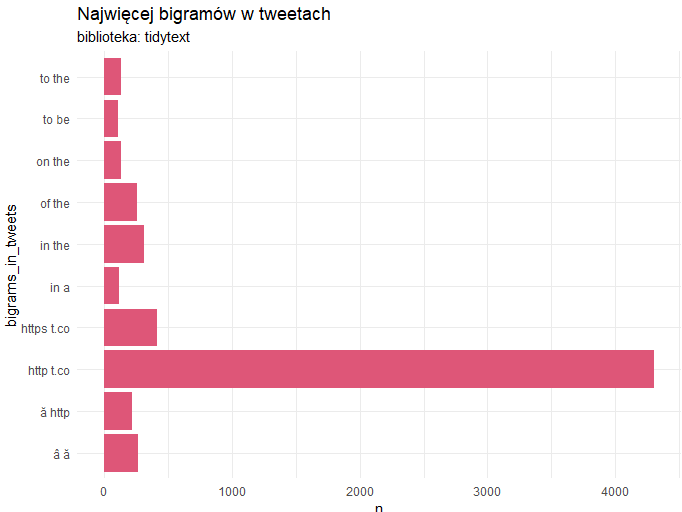 Najwięcej bigramów w tweetach
biblioteka: tidytext
bigrams_in_tweets
to the
to be
on the
of the
in the
in a
https t.co
http t.co
ă http
â ă
0 1000 2000 3000 4000
n